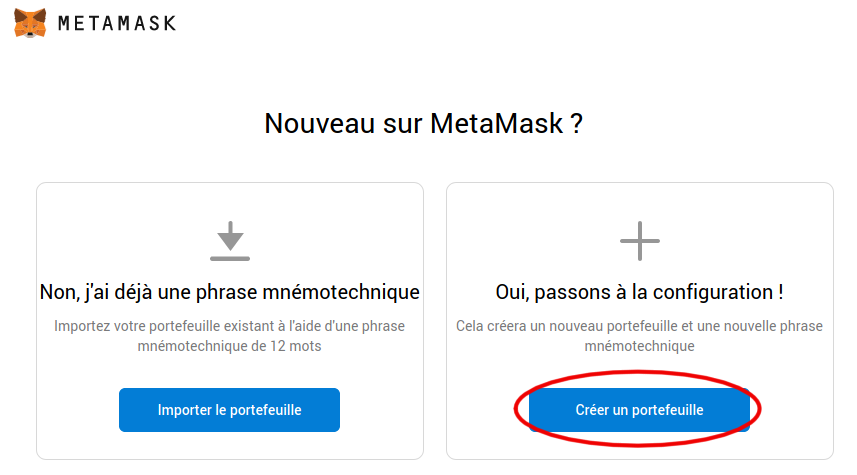 METAMASK
Nouveau sur MetaMask ?
Non, j'ai déjà une phrase mnémotechnique
Importez votre portefeuille existant à l'aide d'une phrase
mnémotechnique de 12 mots
Importer le portefeuille
Oui, passons à la configuration !
Cela créera un nouveau portefeuille et une nouvelle phrase
mnémotechnique
Créer un portefeuille